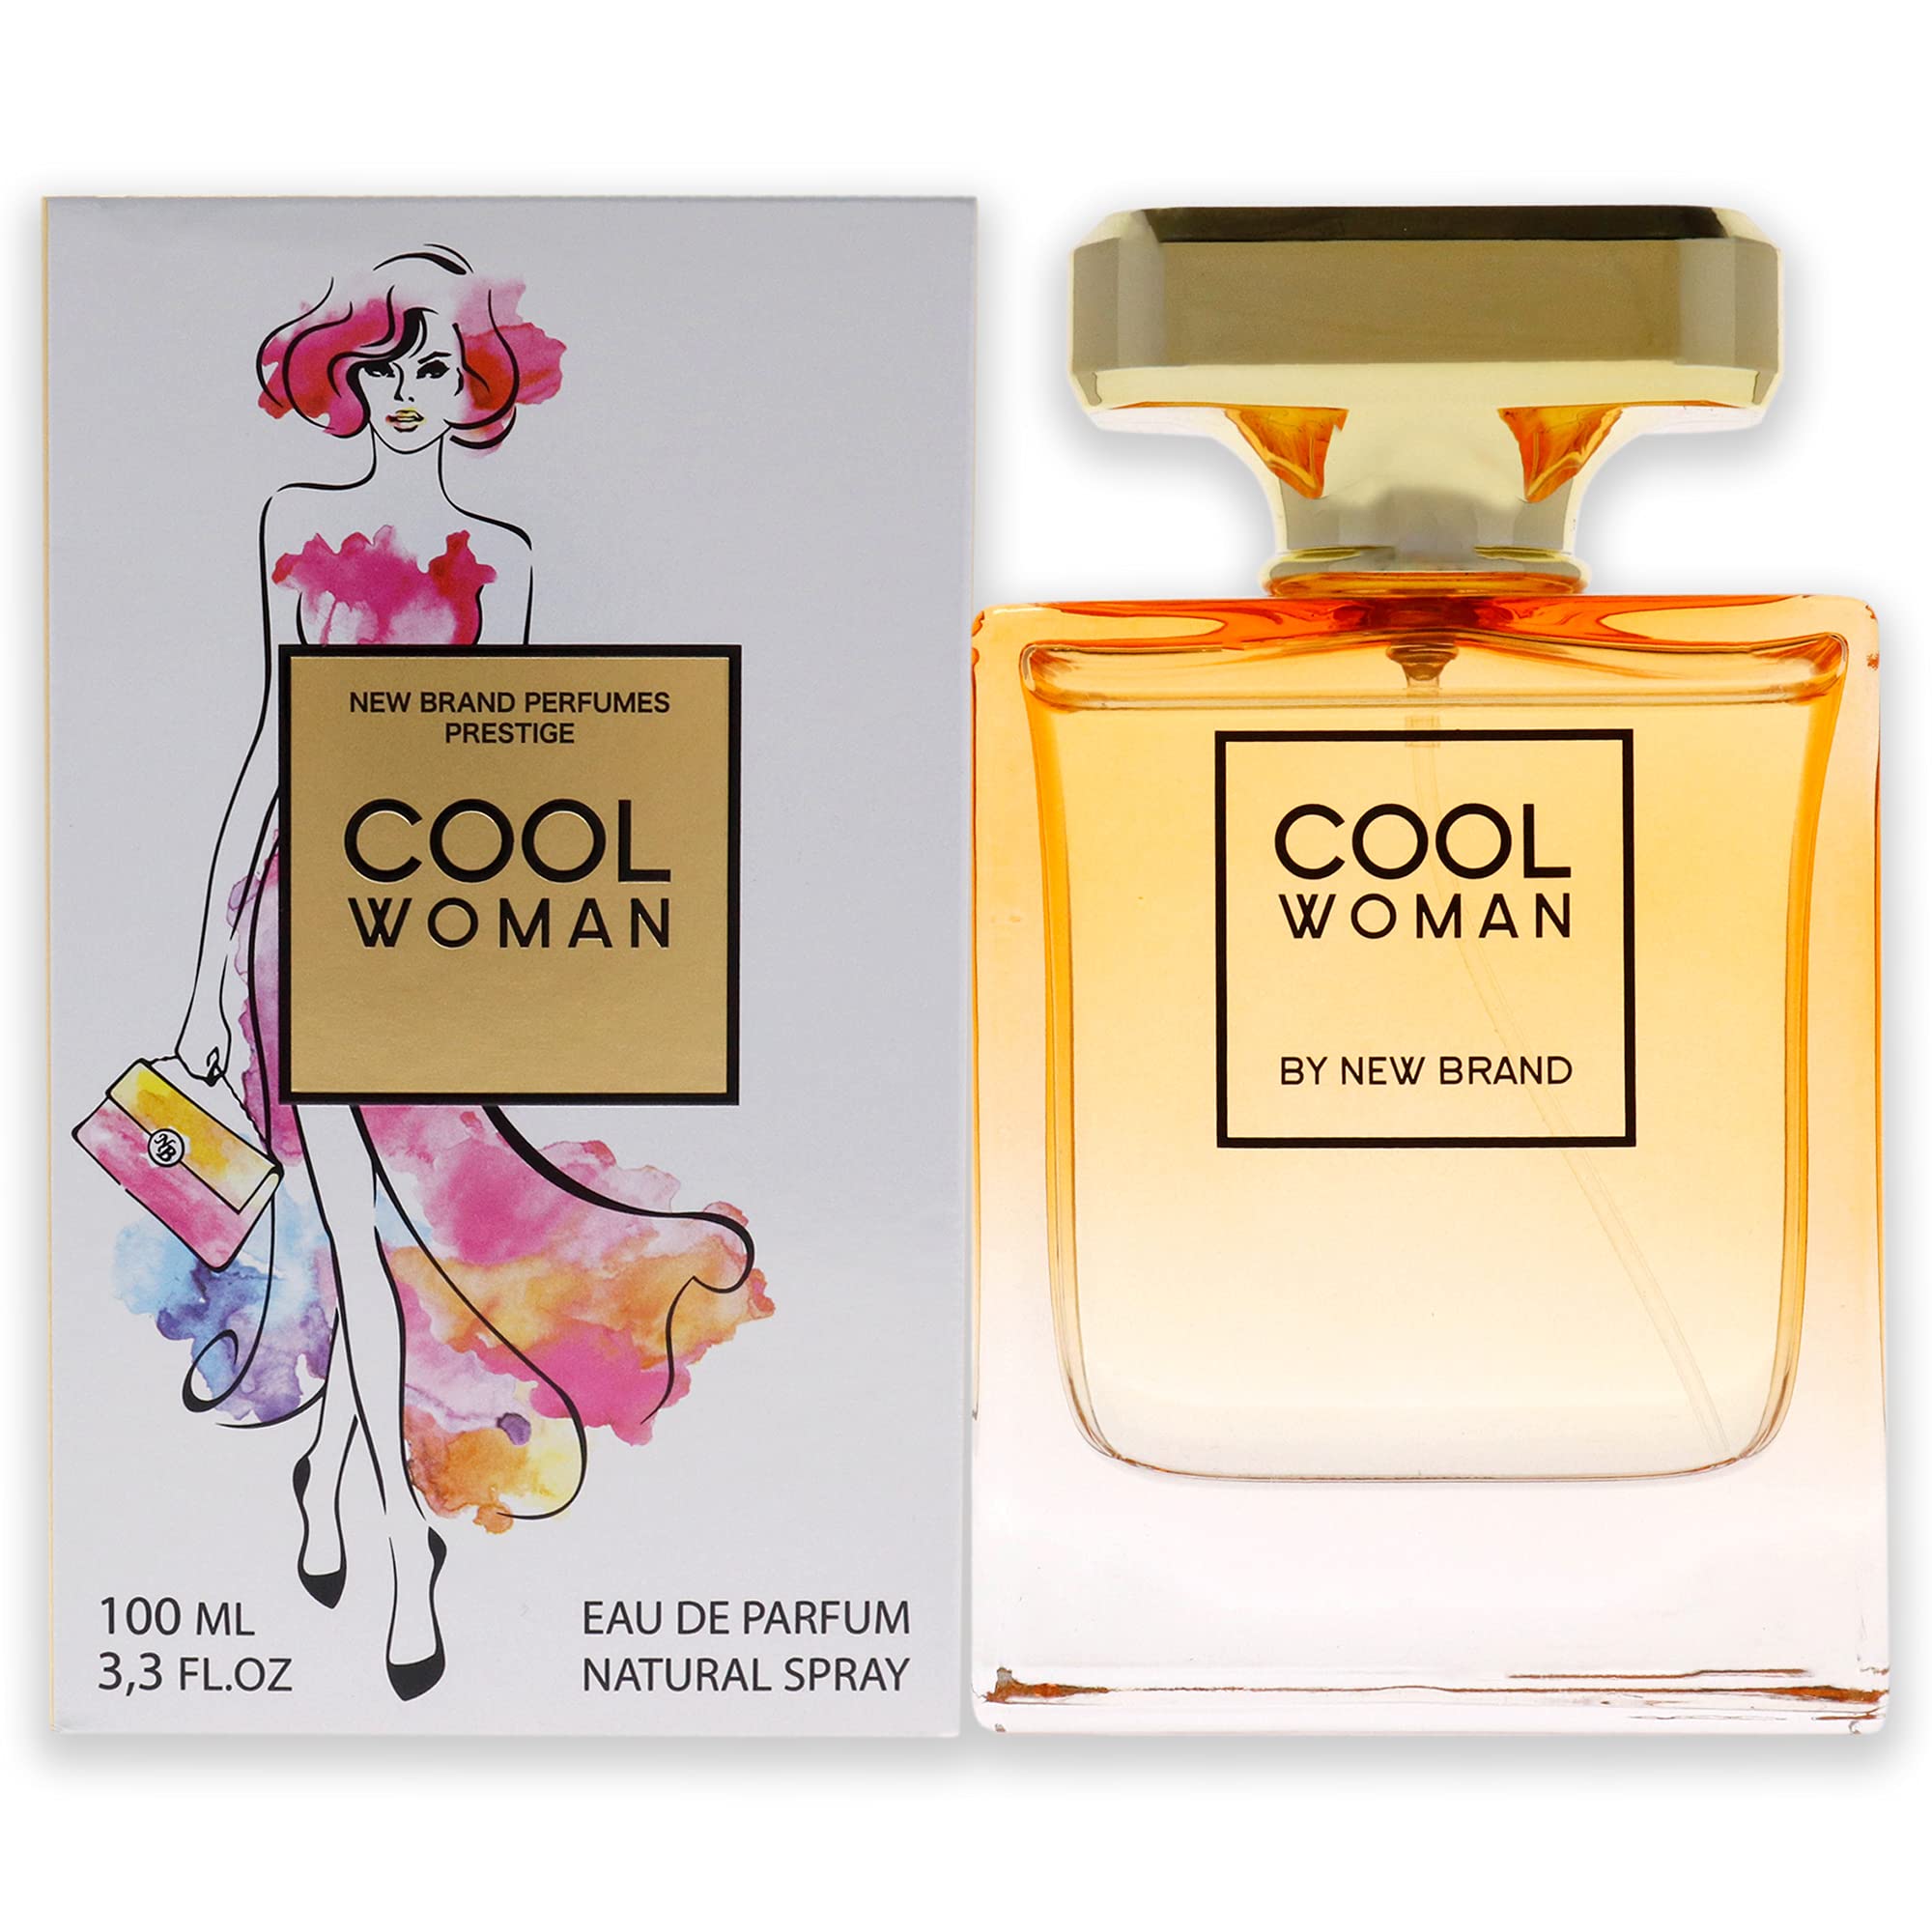 NEW BRAND PERFUMES
PRESTIGE
COOL
WOMAN
NB
100 ML
3,3 FL.OZ
EAU DE PARFUM
NATURAL SPRAY
COOL
WOMAN
BY NEW BRAND